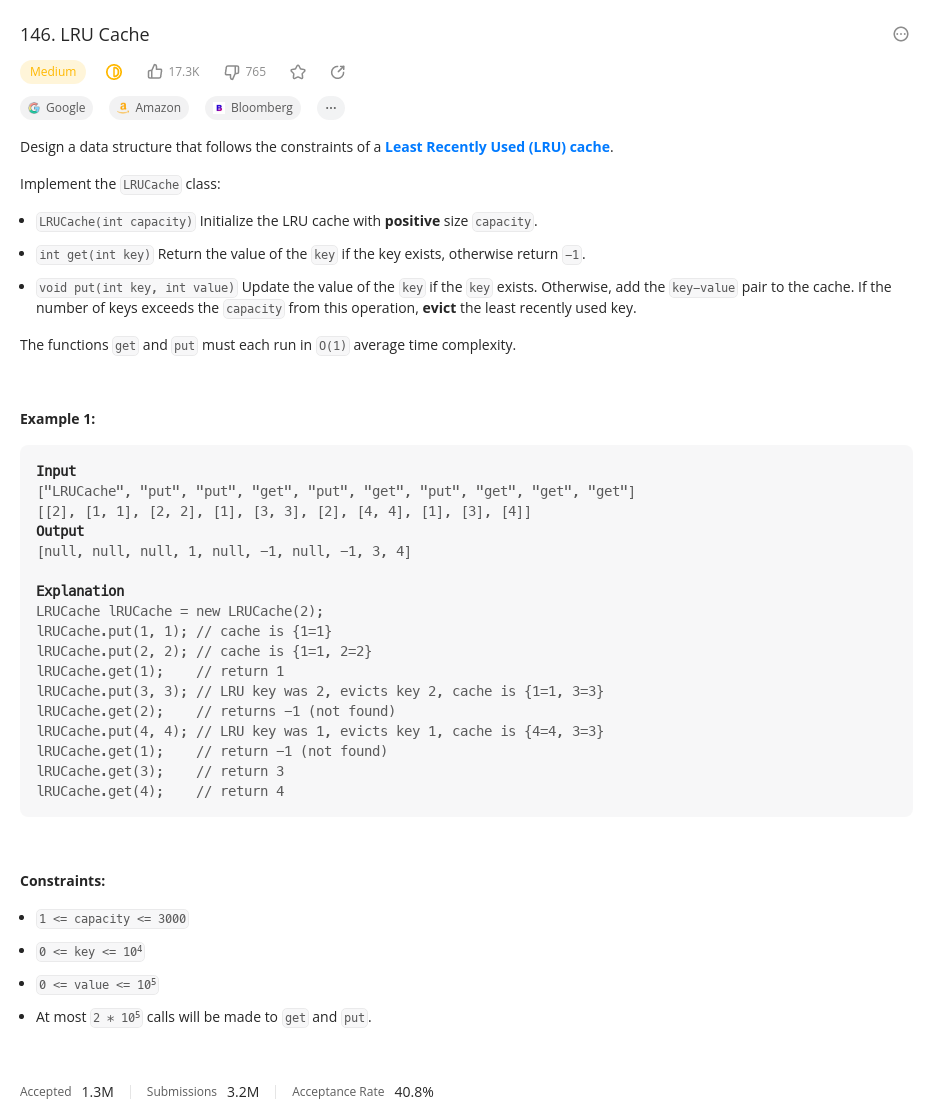 146. LRU Cache
Medium 17.3K 765
Google Amazon Bloomberg ...
Design a data structure that follows the constraints of a Least Recently Used (LRU) cache.
Implement the LRUCache class:
• LRUCache(int capacity) Initialize the LRU cache with positive size capacity.
• int get(int key) Return the value of the key if the key exists, otherwise return -1.
• void put(int key, int value) Update the value of the key if the key exists. Otherwise, add the key-value pair to the cache. If the
number of keys exceeds the capacity from this operation, evict the least recently used key.
The functions get and put must each run in O(1) average time complexity.
Example 1:
Input
["LRUCache", "put", "put", "get", "put", "get", "put", "get", "get", "get"]
[[2], [1, 1], [2, 2], [1], [3, 3], [2], [4, 4], [1], [3], [4]]
Output
[null, null, null, 1, null, -1, null, -1, 3, 4]
Explanation
LRUCache lRUCache = new LRUCache(2);
lRUCache.put(1, 1); // cache is {1=1}
lRUCache.put(2, 2); // cache is {1=1, 2=2}
lRUCache.get(1);    // return 1
lRUCache.put(3, 3); // LRU key was 2, evicts key 2, cache is {1=1, 3=3}
lRUCache.get(2);    // returns -1 (not found)
lRUCache.put(4, 4); // LRU key was 1, evicts key 1, cache is {4=4, 3=3}
lRUCache.get(1);    // return -1 (not found)
lRUCache.get(3);    // return 3
lRUCache.get(4);    // return 4
Constraints:
• 1 <= capacity <= 3000
• 0 <= key <= 10⁴
• 0 <= value <= 10⁵
• At most 2 * 10⁵ calls will be made to get and put.
Accepted 1.3M Submissions 3.2M Acceptance Rate 40.8%